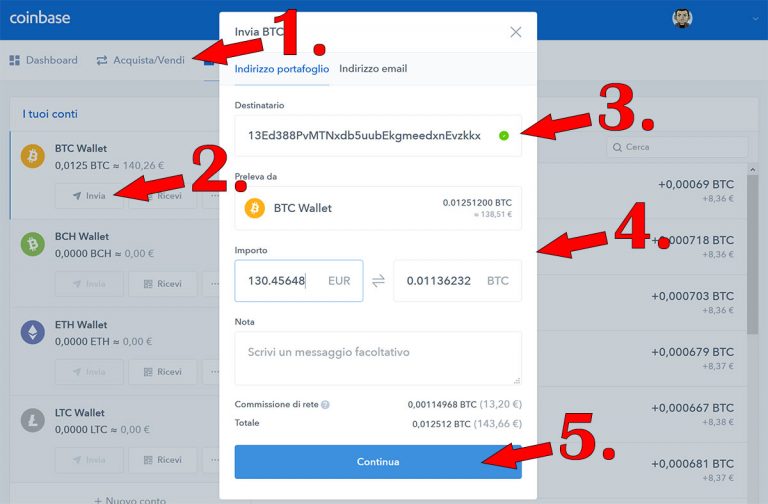 coinbase
Dashboard
Acquista/Vendi
1.
I tuoi conti
BTC Wallet
0,0125 BTC ≈ 140,26 €
2.
Invia
Ricevi
BCH Wallet
0,0000 BCH ≈ 0,00 €
Invia
Ricevi
ETH Wallet
0,0000 ETH ≈ 0,00 €
Invia
Ricevi
LTC Wallet
0,0000 LTC ≈ 0,00 €
Invia
Ricevi
+ Nuovo conto
Invia BTC
Indirizzo portafoglio
Indirizzo email
Destinatario
13Ed388PvMTNxdb5uubEkgmeedxnEvzkkx
3.
Preleva da
BTC Wallet
0.01251200 BTC
≈ 138,51 €
4.
Importo
130.45648 EUR
0.01136232 BTC
Nota
Scrivi un messaggio facoltativo
Commissione di rete
0,00114968 BTC (13,20 €)
Totale
0,012512 BTC (143,66 €)
5.
Continua
Cerca
+0,00069 BTC
+8,36 €
+0,000718 BTC
+8,36 €
+0,000703 BTC
+8,36 €
+0,000679 BTC
+8,37 €
+0,000667 BTC
+8,38 €
+0,000681 BTC
+8,37 €